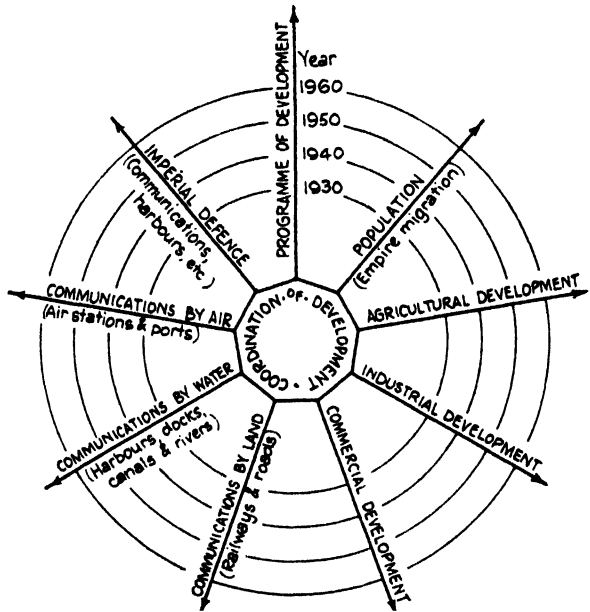 PROGRAMME OF DEVELOPMENT
Year
1960
1950
1940
1930
POPULATION
(Empire migration)
AGRICULTURAL DEVELOPMENT
INDUSTRIAL DEVELOPMENT
COMMERCIAL DEVELOPMENT
COMMUNICATIONS BY LAND
(Railways & roads)
COMMUNICATIONS BY WATER
(Harbours, docks,
canals & rivers)
COMMUNICATIONS BY AIR
(Air stations & ports)
IMPERIAL DEFENCE
(Communications,
harbours, etc.)
COORDINATION · OF · DEVELOPMENT ·